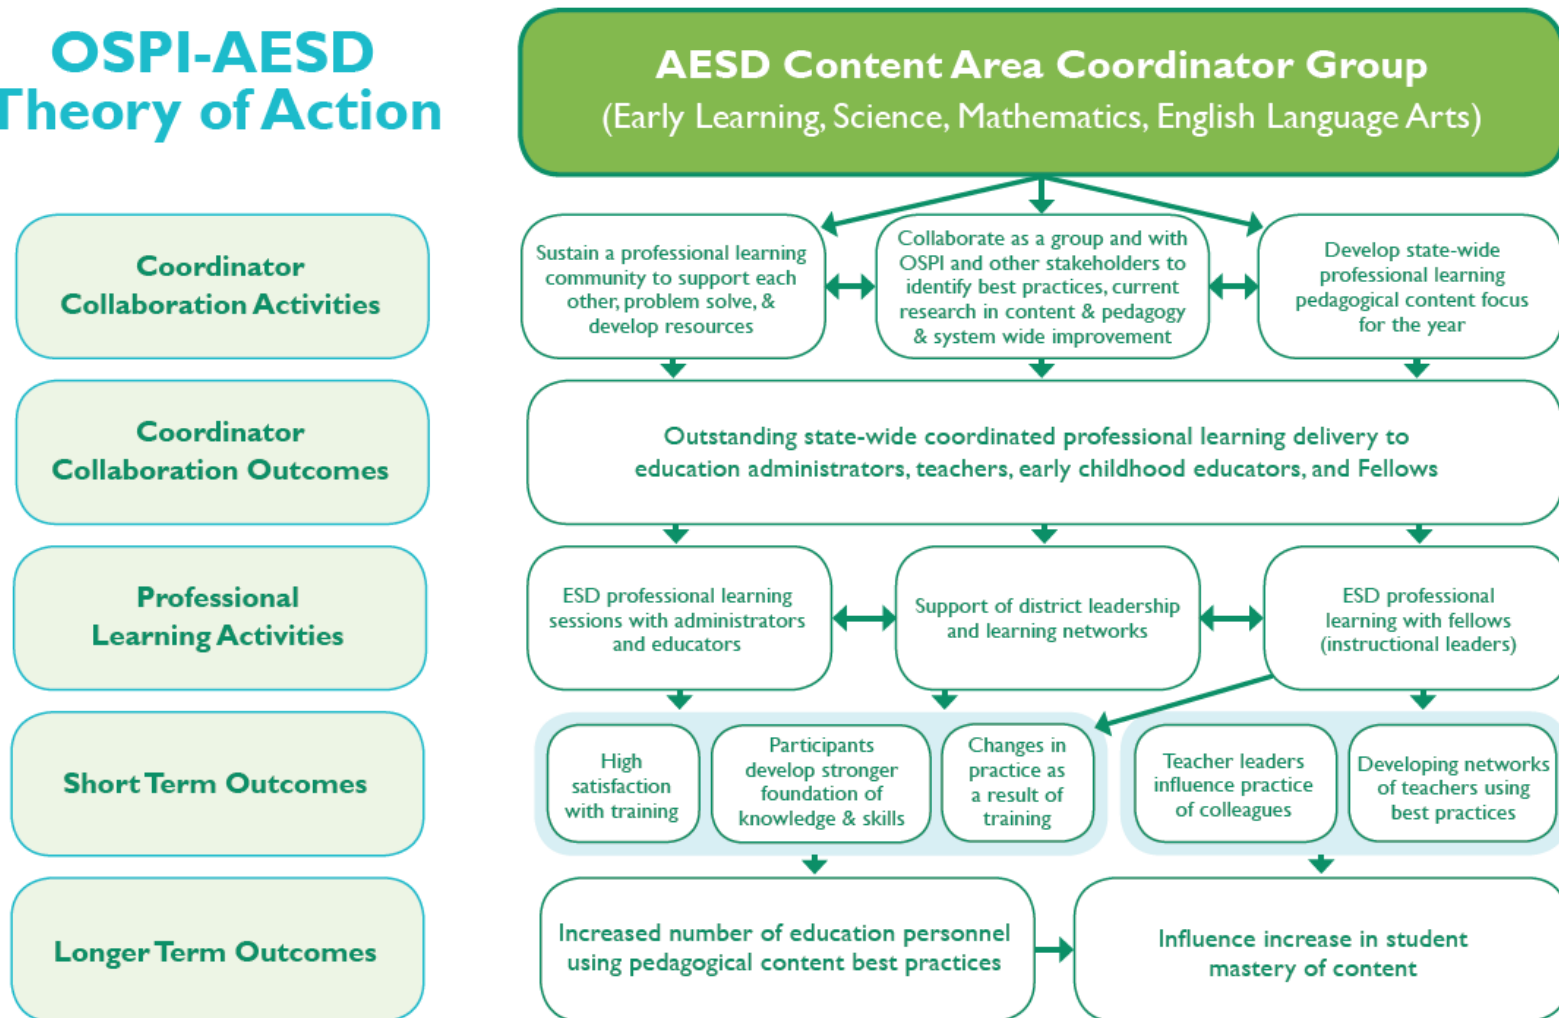 OSPI-AESD
Theory of Action
AESD Content Area Coordinator Group
(Early Learning, Science, Mathematics, English Language Arts)
Coordinator
Collaboration Activities
Sustain a professional learning
community to support each
other, problem solve, &
develop resources
Collaborate as a group and with
OSPI and other stakeholders to
identify best practices, current
research in content & pedagogy
& system wide improvement
Develop state-wide
professional learning
pedagogical content focus
for the year
Coordinator
Collaboration Outcomes
Outstanding state-wide coordinated professional learning delivery to
education administrators, teachers, early childhood educators, and Fellows
Professional
Learning Activities
ESD professional learning
sessions with administrators
and educators
Support of district leadership
and learning networks
ESD professional
learning with fellows
(instructional leaders)
Short Term Outcomes
High
satisfaction
with training
Participants
develop stronger
foundation of
knowledge & skills
Changes in
practice as
a result of
training
Teacher leaders
influence practice
of colleagues
Developing networks
of teachers using
best practices
Longer Term Outcomes
Increased number of education personnel
using pedagogical content best practices
Influence increase in student
mastery of content